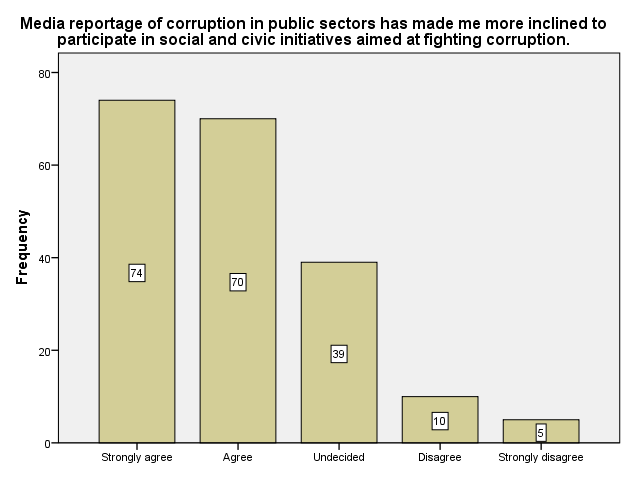 Media reportage of corruption in public sectors has made me more inclined to
participate in social and civic initiatives aimed at fighting corruption.
80
60
40
20
0
Frequency
74
70
39
10
5
Strongly agree
Agree
Undecided
Disagree
Strongly disagree